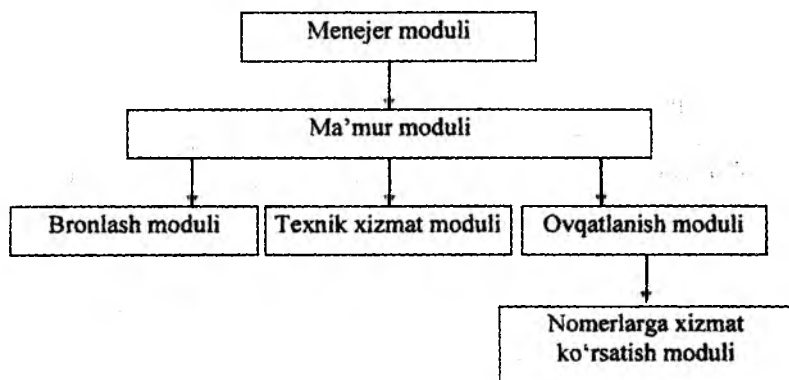 Menejer moduli
Ma’mur moduli
Bronlash moduli
Texnik xizmat moduli
Ovqatlanish moduli
Nomerlarga xizmat
ko‘rsatish moduli